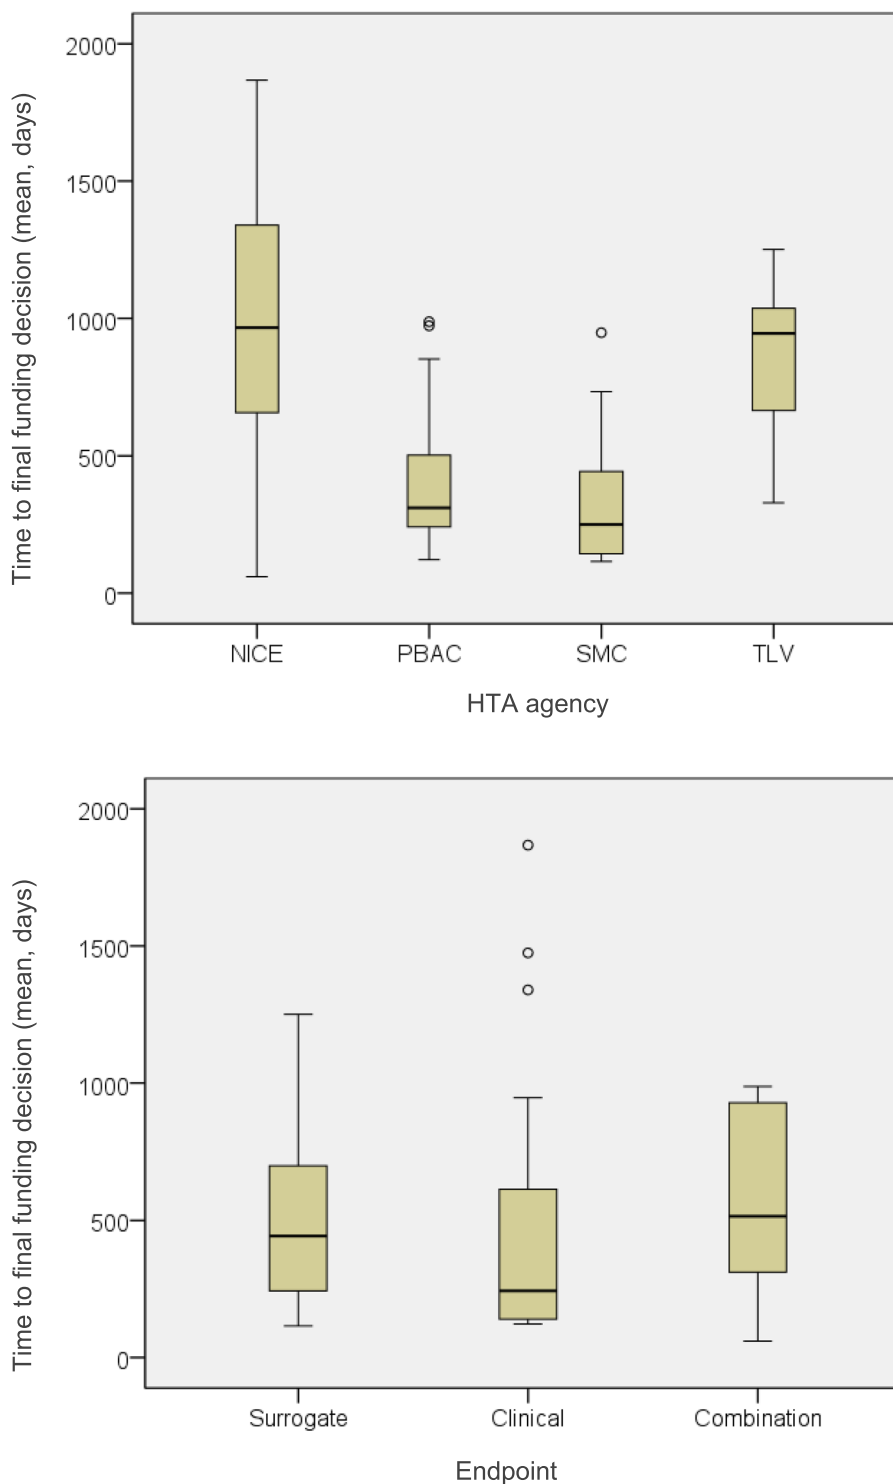 Time to final funding decision (mean, days)
2000
1500
1000
500
0
NICE PBAC SMC TLV
HTA agency
Time to final funding decision (mean, days)
2000
1500
1000
500
0
Surrogate Clinical Combination
Endpoint